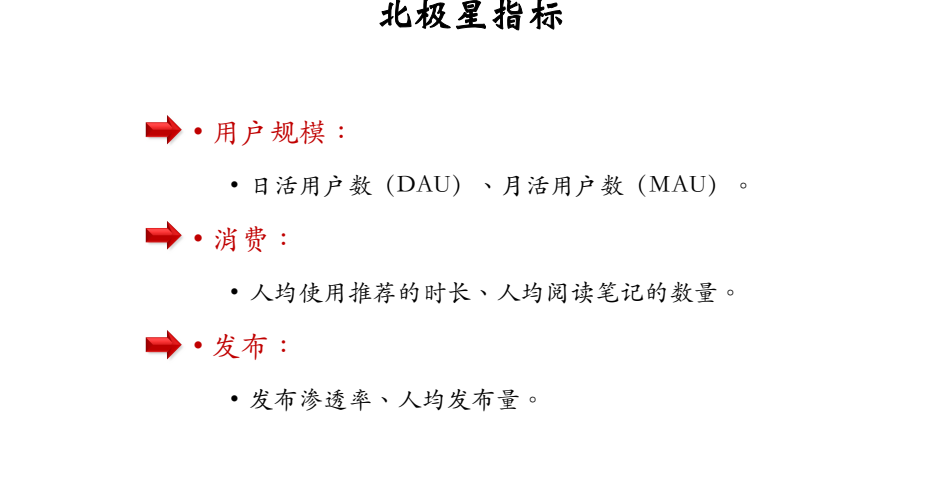 北极星指标
• 用户规模：
• 日活用户数（DAU）、月活用户数（MAU）。
• 消费：
• 人均使用推荐的时长、人均阅读笔记的数量。
• 发布：
• 发布渗透率、人均发布量。